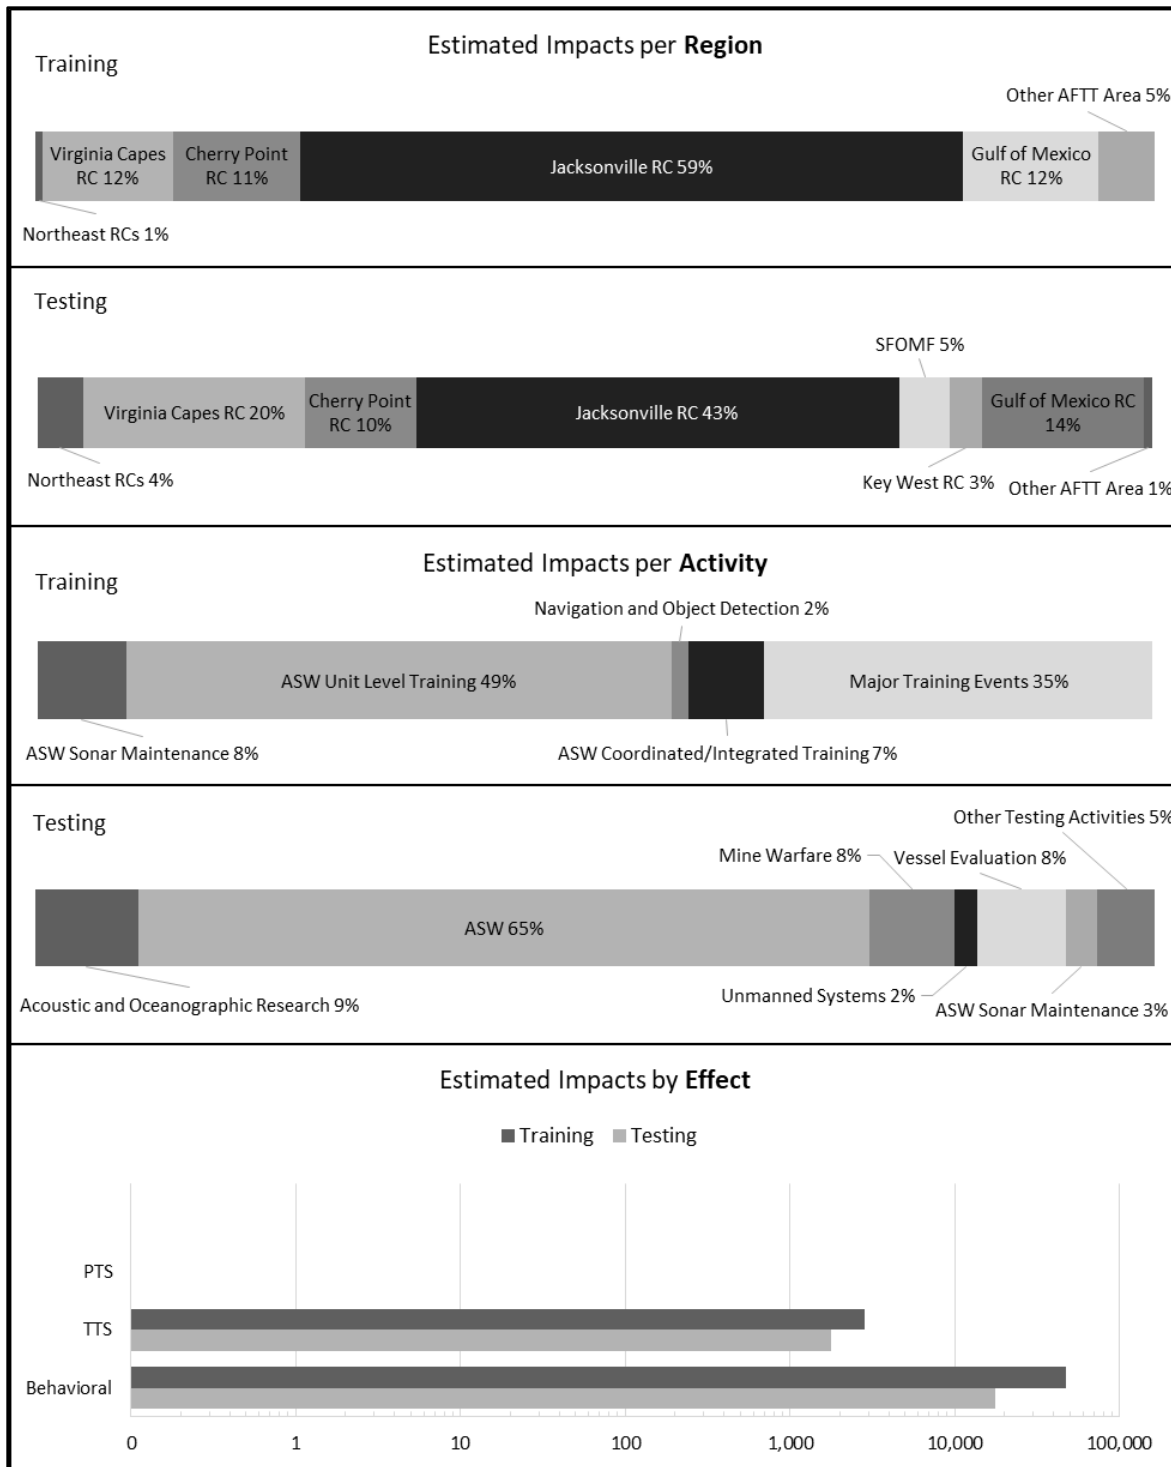 Estimated Impacts per Region
Training
Other AFTT Area 5%
Virginia Capes
RC 12%
Cherry Point
RC 11%
Jacksonville RC 59%
Gulf of Mexico
RC 12%
Northeast RCs 1%
Testing
SFOMF 5%
Virginia Capes RC 20%
Cherry Point
RC 10%
Jacksonville RC 43%
Gulf of Mexico RC
14%
Northeast RCs 4%
Key West RC 3%
Other AFTT Area 1%
Estimated Impacts per Activity
Training
Navigation and Object Detection 2%
ASW Unit Level Training 49%
Major Training Events 35%
ASW Sonar Maintenance 8%
ASW Coordinated/Integrated Training 7%
Testing
Other Testing Activities 5%
Mine Warfare 8%
Vessel Evaluation 8%
ASW 65%
Acoustic and Oceanographic Research 9%
Unmanned Systems 2%
ASW Sonar Maintenance 3%
Estimated Impacts by Effect
Training
Testing
PTS
TTS
Behavioral
0 1 10 100 1,000 10,000 100,000